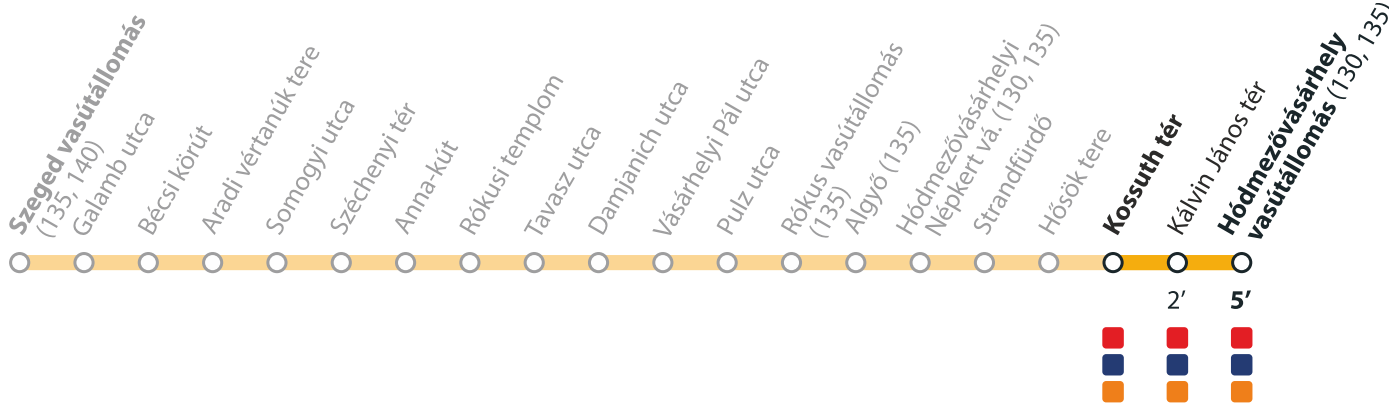 Szeged vasútállomás
(135, 140)
Galamb utca
Bécsi körút
Aradi vértanúk tere
Somogyi utca
Széchenyi tér
Anna-kút
Rókusi templom
Tavasz utca
Damjanich utca
Vásárhelyi Pál utca
Pulz utca
Rókus vasútállomás
(135)
Algyő (135)
Hódmezővásárhelyi
Népkert vá. (130, 135)
Strandfürdő
Hősök tere
Kossuth tér
Kálvin János tér
Hódmezővásárhely
vasútállomás (130, 135)
2’
5’